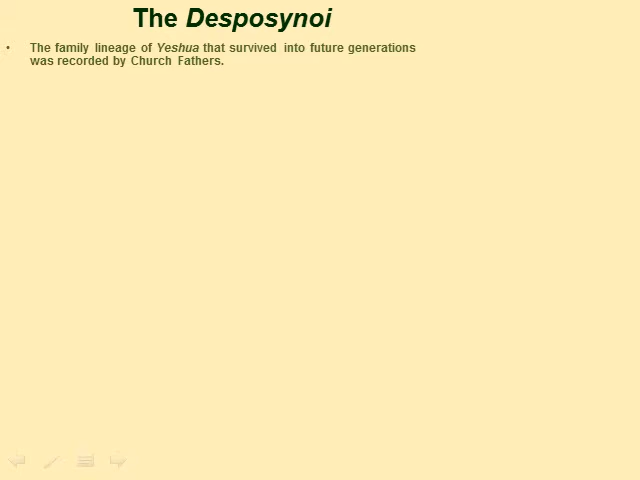 The Desposynoi
• The family lineage of Yeshua that survived into future generations
was recorded by Church Fathers.